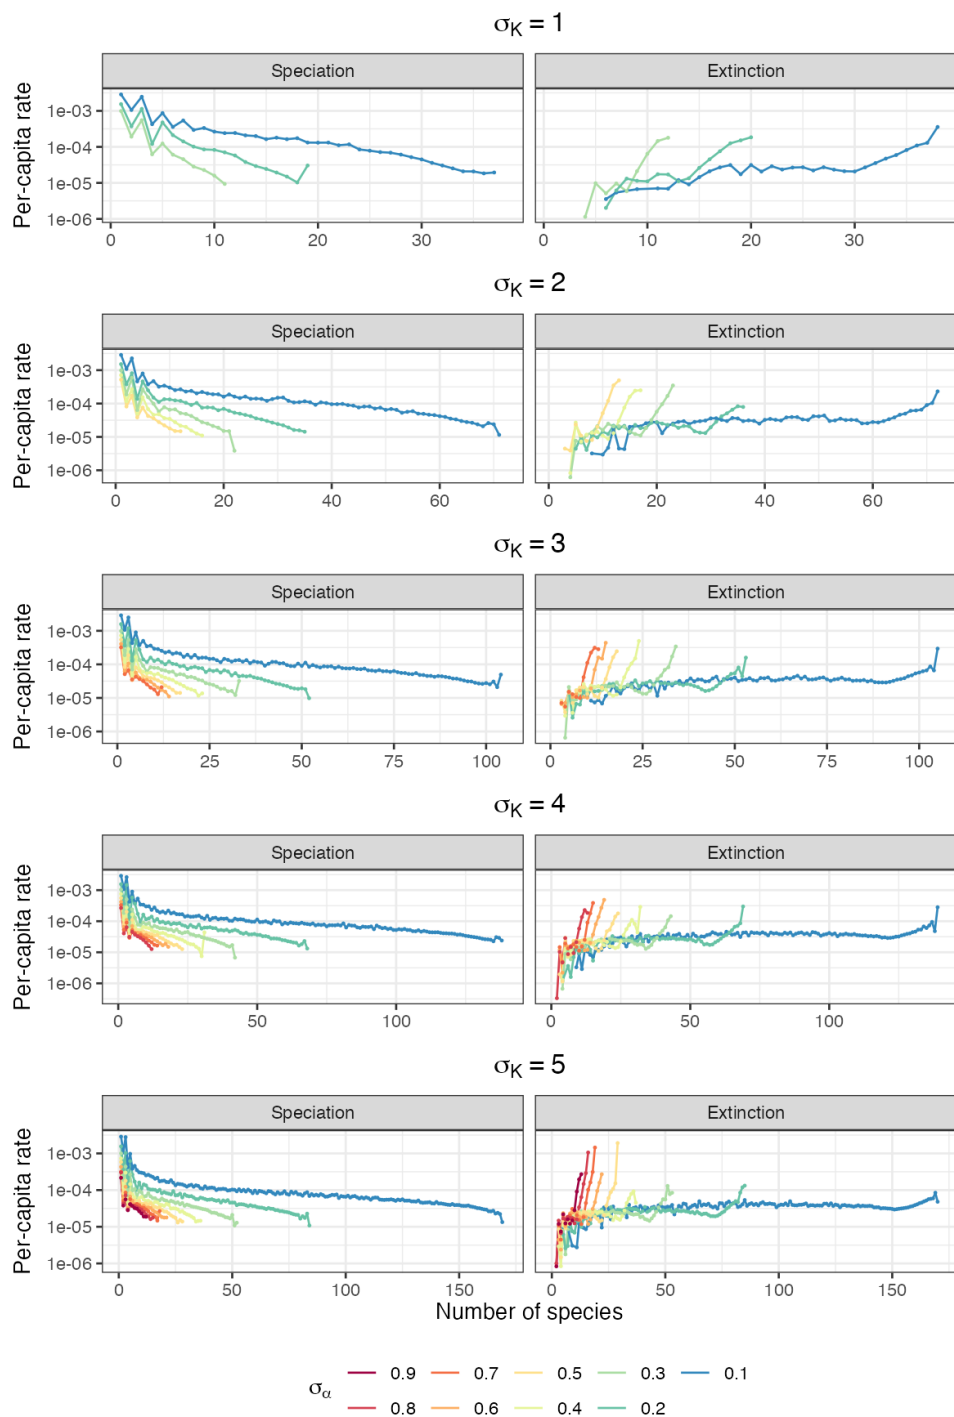 σK = 1
Speciation
Extinction
Per-capita rate
1e-03
1e-04
1e-05
1e-06
0 10 20 30
0 10 20 30
σK = 2
Speciation
Extinction
Per-capita rate
1e-03
1e-04
1e-05
1e-06
0 20 40 60
0 20 40 60
σK = 3
Speciation
Extinction
Per-capita rate
1e-03
1e-04
1e-05
1e-06
0 25 50 75 100
0 25 50 75 100
σK = 4
Speciation
Extinction
Per-capita rate
1e-03
1e-04
1e-05
1e-06
0 50 100
0 50 100
σK = 5
Speciation
Extinction
Per-capita rate
1e-03
1e-04
1e-05
1e-06
0 50 100 150
0 50 100 150
Number of species
σα
0.9 0.7 0.5 0.3 0.1
0.8 0.6 0.4 0.2